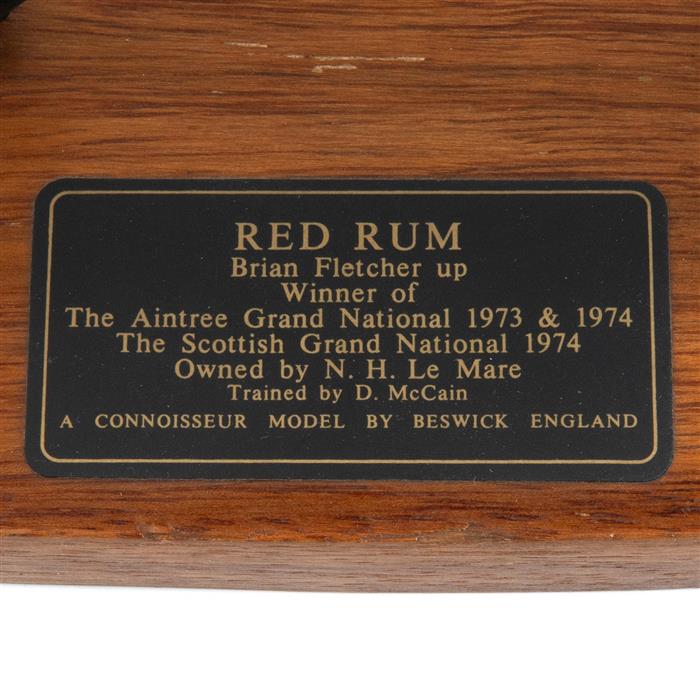 RED RUM
Brian Fletcher up
Winner of
The Aintree Grand National 1973 & 1974
The Scottish Grand National 1974
Owned by N. H. Le Mare
Trained by D. McCain
A CONNOISSEUR MODEL BY BESWICK ENGLAND